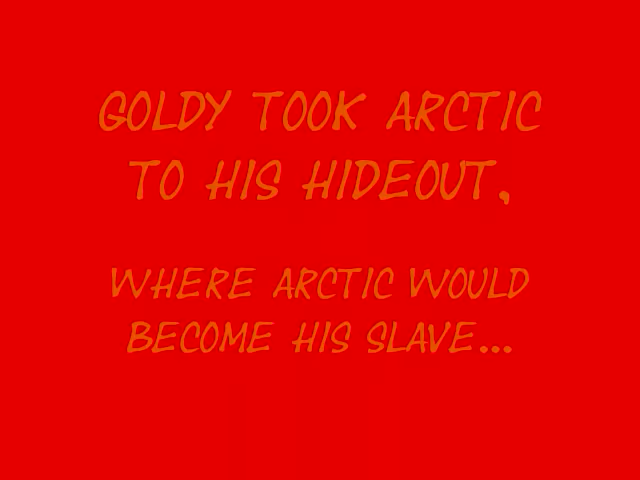 GOLDY TOOK ARCTIC
TO HIS HIDEOUT,
WHERE ARCTIC WOULD
BECOME HIS SLAVE...